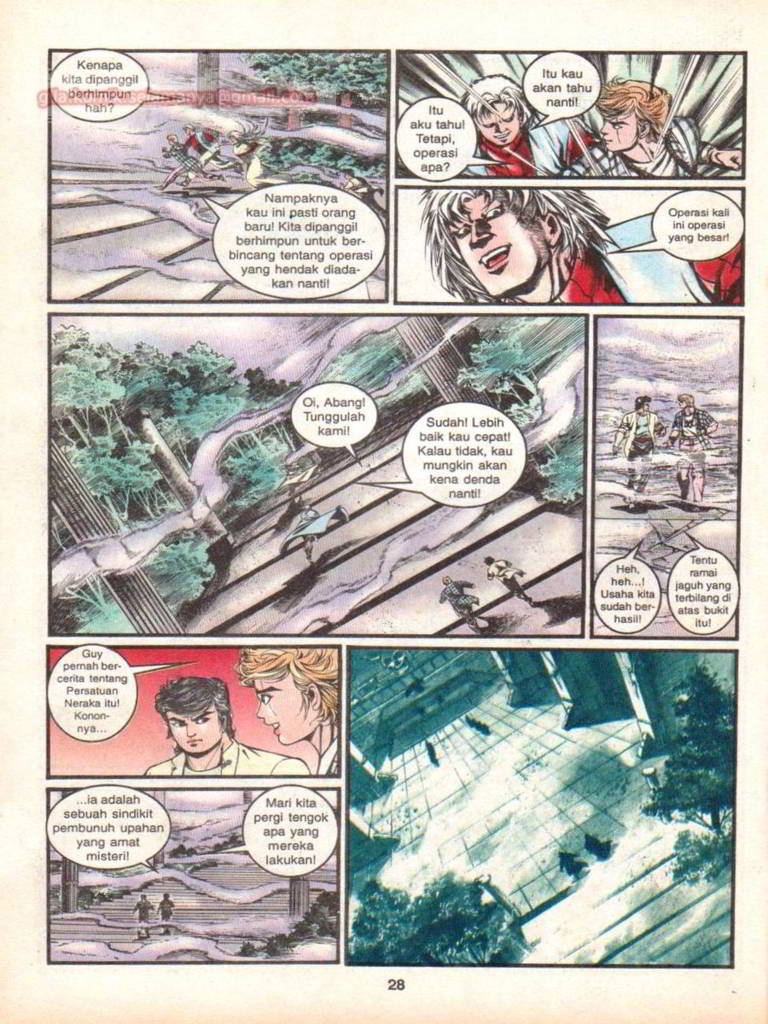 Kenapa
kita dipanggil
berhimpun
hah?
Nampaknya
kau ini pasti orang
baru! Kita dipanggil
berhimpun untuk ber-
bincang tentang operasi
yang hendak diada-
kan nanti!
Itu
aku tahu!
Tetapi,
operasi
apa?
Itu kau
akan tahu
nanti!
Operasi kali
ini operasi
yang besar!
Oi, Abang!
Tunggulah
kami!
Sudah! Lebih
baik kau cepat!
Kalau tidak, kau
mungkin akan
kena denda
nanti!
Heh,
heh...!
Usaha kita
sudah ber-
hasil!
Tentu
ramai
jaguh yang
terbilang di
atas bukit
itu!
Guy
pernah ber-
cerita tentang
Persatuan
Neraka itu!
Konon-
nya...
...ia adalah
sebuah sindikit
pembunuh upahan
yang amat
misteri!
Mari kita
pergi tengok
apa yang
mereka
lakukan!
28